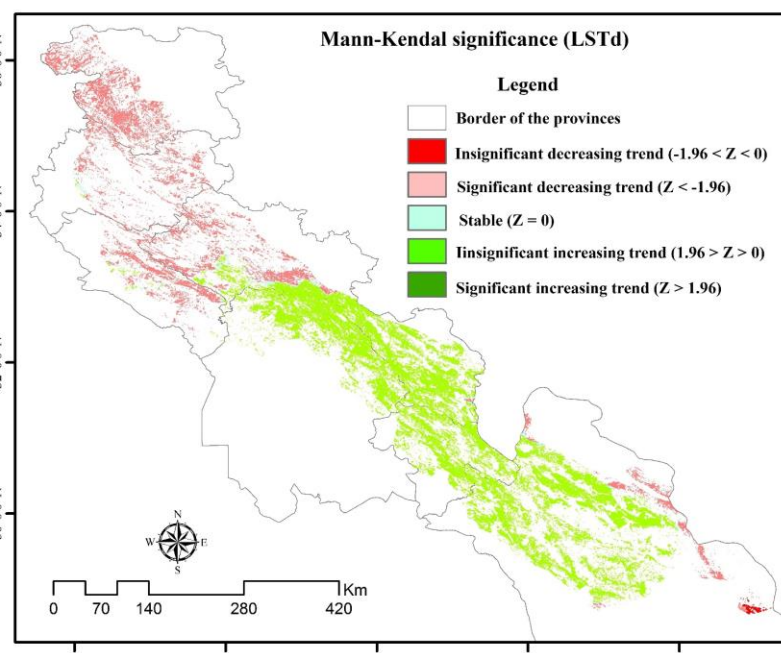 Mann-Kendal significance (LSTd)
Legend
Border of the provinces
Insignificant decreasing trend (-1.96 < Z < 0)
Significant decreasing trend (Z < -1.96)
Stable (Z = 0)
Iinsignificant increasing trend (1.96 > Z > 0)
Significant increasing trend (Z > 1.96)
N
W E
S
Km
0 70 140 280 420